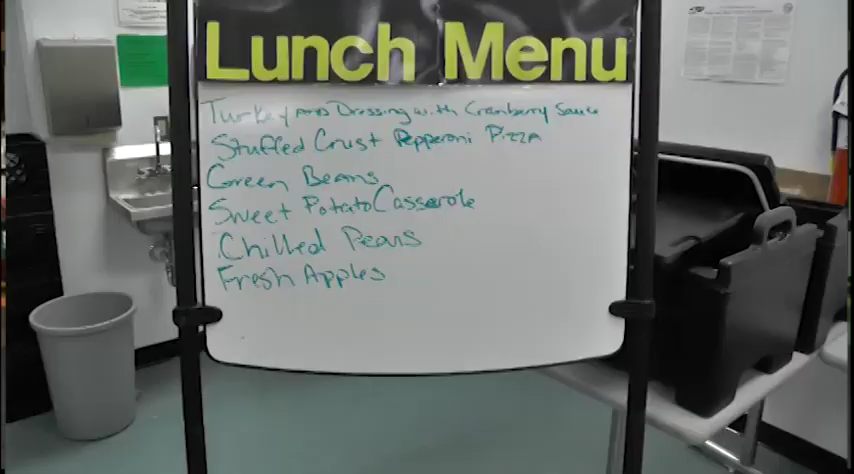 Lunch Menu
Turkey and Dressing with Cranberry Sauce
Stuffed Crust Pepperoni Pizza
Green Beans
Sweet Potato Casserole
Chilled Pears
Fresh Apples